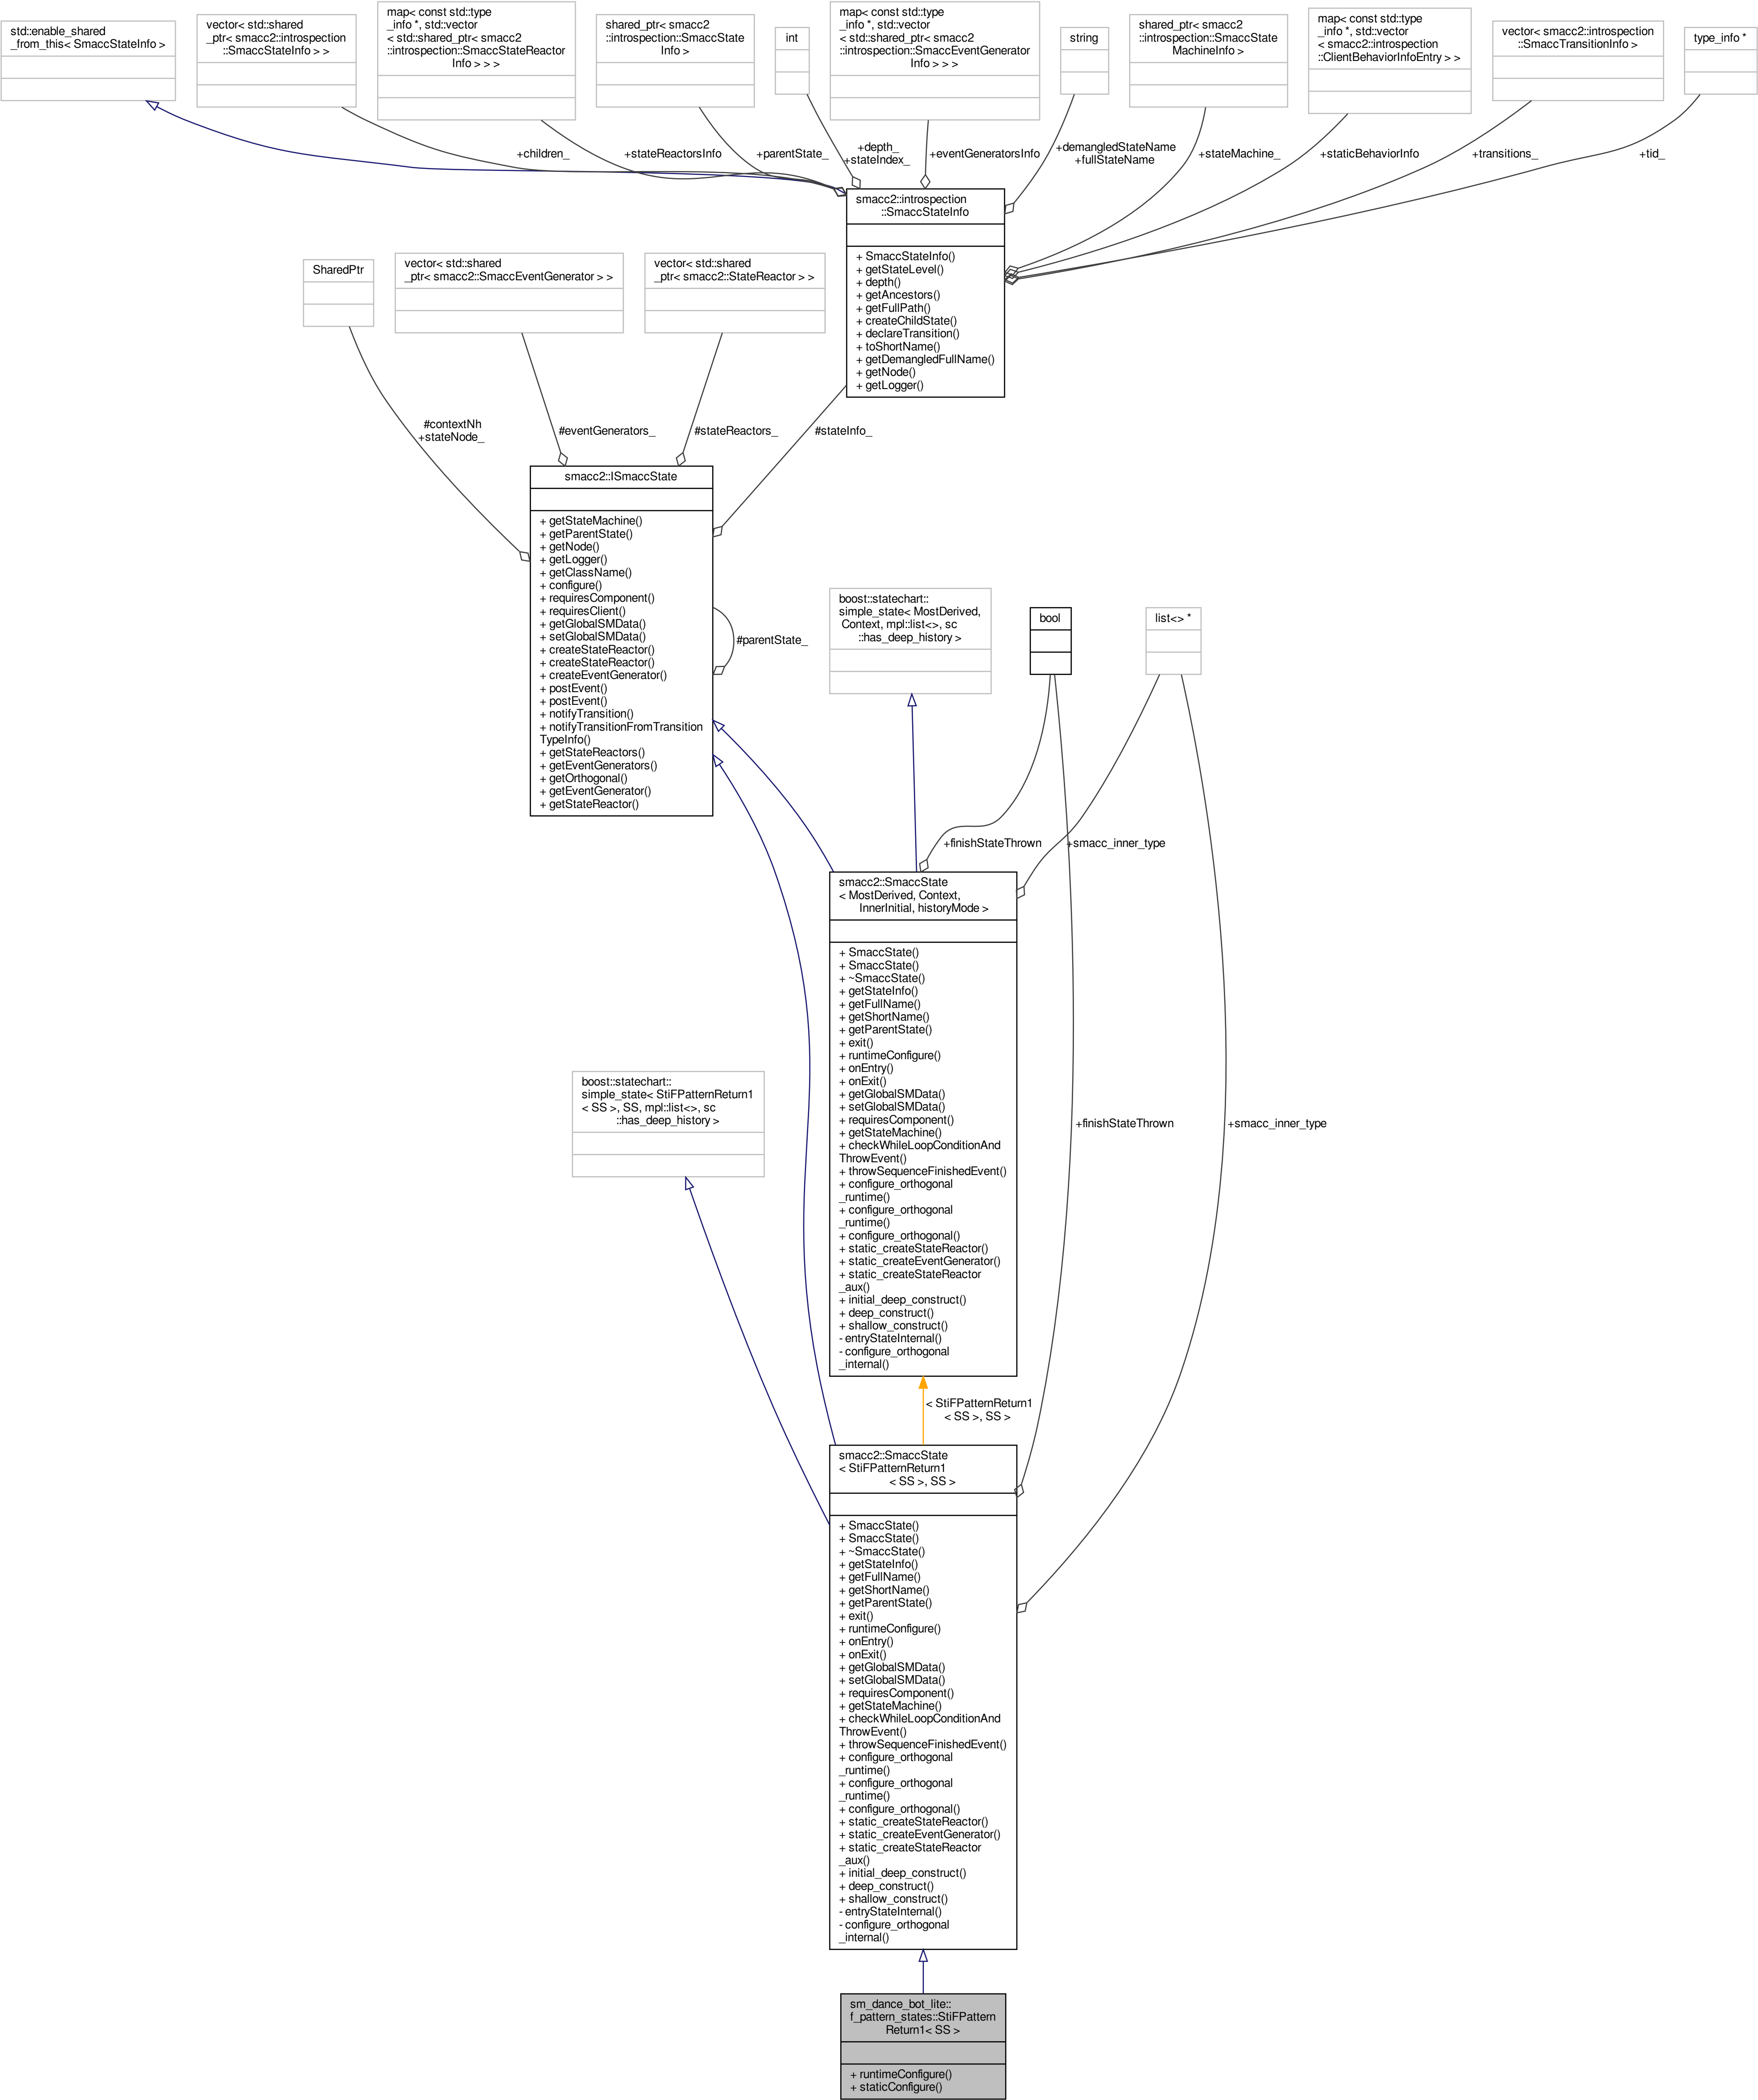 std::enable_shared
_from_this< SmaccStateInfo >
vector< std::shared
_ptr< smacc2::introspection
::SmaccStateInfo > >
map< const std::type
_info *, std::vector
< std::shared_ptr< smacc2
::introspection::SmaccStateReactor
Info > > >
shared_ptr< smacc2
::introspection::SmaccState
Info >
int
map< const std::type
_info *, std::vector
< std::shared_ptr< smacc2
::introspection::SmaccEventGenerator
Info > > >
string
shared_ptr< smacc2
::introspection::SmaccState
MachineInfo >
map< const std::type
_info *, std::vector
< smacc2::introspection
::ClientBehaviorInfoEntry > >
vector< smacc2::introspection
::SmaccTransitionInfo >
type_info *
+children_
+stateReactorsInfo
+parentState_
+depth_
+stateIndex_
+eventGeneratorsInfo
+demangledStateName
+fullStateName
+stateMachine_
+staticBehaviorInfo
+transitions_
+tid_
smacc2::introspection
::SmaccStateInfo
+ SmaccStateInfo()
+ getStateLevel()
+ depth()
+ getAncestors()
+ getFullPath()
+ createChildState()
+ declareTransition()
+ toShortName()
+ getDemangledFullName()
+ getNode()
+ getLogger()
SharedPtr
vector< std::shared
_ptr< smacc2::SmaccEventGenerator > >
vector< std::shared
_ptr< smacc2::StateReactor > >
#contextNh
+stateNode_
#eventGenerators_
#stateReactors_
#stateInfo_
smacc2::ISmaccState
+ getStateMachine()
+ getParentState()
+ getNode()
+ getLogger()
+ getClassName()
+ configure()
+ requiresComponent()
+ requiresClient()
+ getGlobalSMData()
+ setGlobalSMData()
+ createStateReactor()
+ createStateReactor()
+ createEventGenerator()
+ postEvent()
+ postEvent()
+ notifyTransition()
+ notifyTransitionFromTransition
TypeInfo()
+ getStateReactors()
+ getEventGenerators()
+ getOrthogonal()
+ getEventGenerator()
+ getStateReactor()
#parentState_
boost::statechart::
simple_state< MostDerived,
Context, mpl::list<>, sc
::has_deep_history >
bool
list<> *
+finishStateThrown
+smacc_inner_type
smacc2::SmaccState
< MostDerived, Context,
InnerInitial, historyMode >
+ SmaccState()
+ SmaccState()
+ ~SmaccState()
+ getStateInfo()
+ getFullName()
+ getShortName()
+ getParentState()
+ exit()
+ runtimeConfigure()
+ onEntry()
+ onExit()
+ getGlobalSMData()
+ setGlobalSMData()
+ requiresComponent()
+ getStateMachine()
+ checkWhileLoopConditionAnd
ThrowEvent()
+ throwSequenceFinishedEvent()
+ configure_orthogonal
_runtime()
+ configure_orthogonal
_runtime()
+ configure_orthogonal()
+ static_createStateReactor()
+ static_createEventGenerator()
+ static_createStateReactor
_aux()
+ initial_deep_construct()
+ deep_construct()
+ shallow_construct()
- entryStateInternal()
- configure_orthogonal
_internal()
boost::statechart::
simple_state< StiFPatternReturn1
< SS >, SS, mpl::list<>, sc
::has_deep_history >
+finishStateThrown
+smacc_inner_type
< StiFPatternReturn1
< SS >, SS >
smacc2::SmaccState
< StiFPatternReturn1
< SS >, SS >
+ SmaccState()
+ SmaccState()
+ ~SmaccState()
+ getStateInfo()
+ getFullName()
+ getShortName()
+ getParentState()
+ exit()
+ runtimeConfigure()
+ onEntry()
+ onExit()
+ getGlobalSMData()
+ setGlobalSMData()
+ requiresComponent()
+ getStateMachine()
+ checkWhileLoopConditionAnd
ThrowEvent()
+ throwSequenceFinishedEvent()
+ configure_orthogonal
_runtime()
+ configure_orthogonal
_runtime()
+ configure_orthogonal()
+ static_createStateReactor()
+ static_createEventGenerator()
+ static_createStateReactor
_aux()
+ initial_deep_construct()
+ deep_construct()
+ shallow_construct()
- entryStateInternal()
- configure_orthogonal
_internal()
sm_dance_bot_lite::
f_pattern_states::StiFPattern
Return1< SS >
+ runtimeConfigure()
+ staticConfigure()